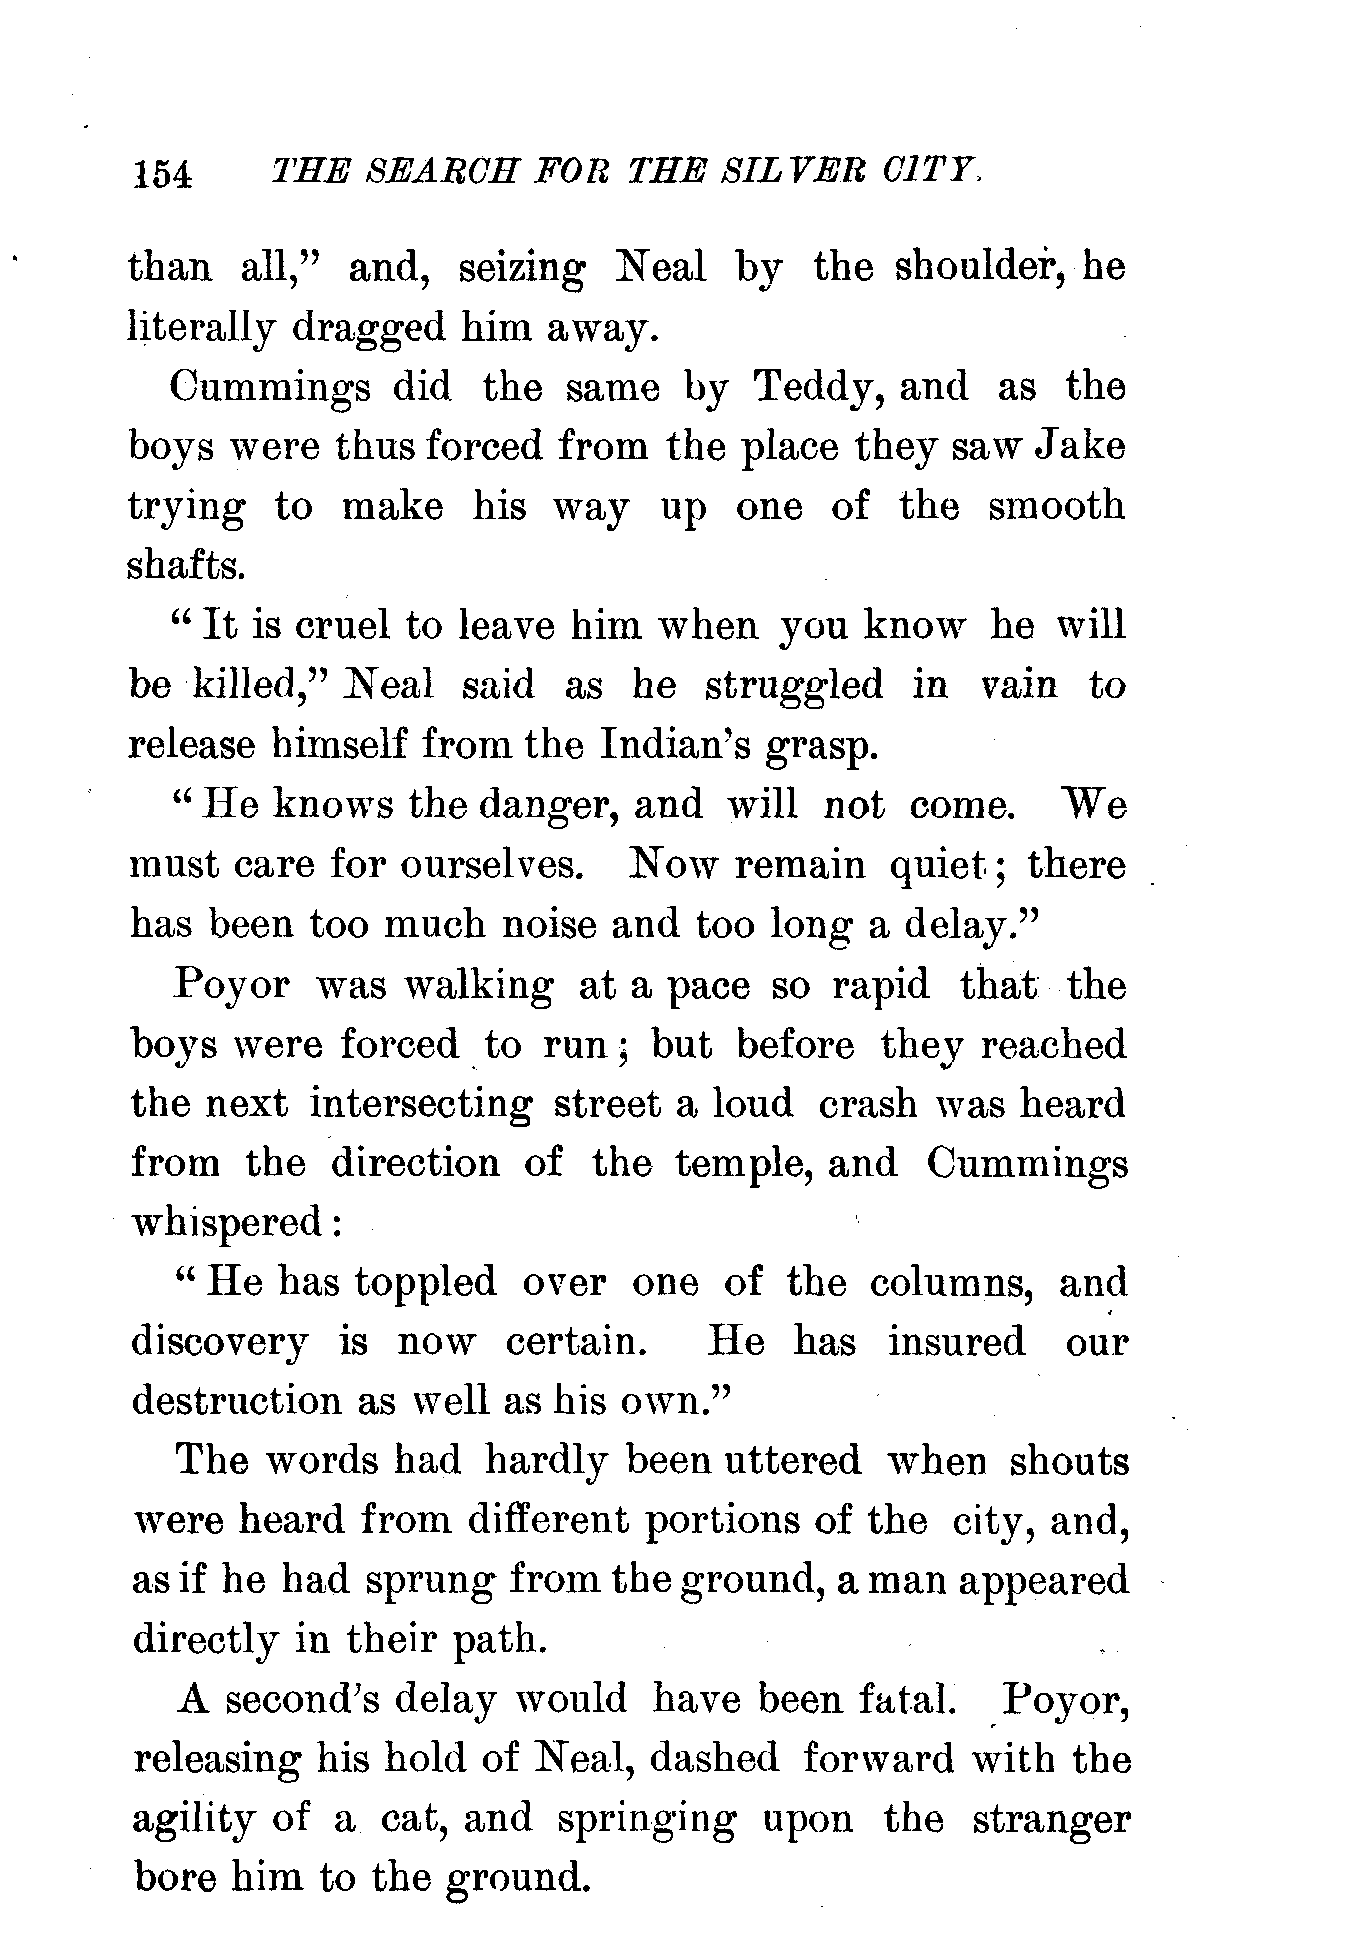 154 THE SEARCH FOR THE SILVER CITY.
than all,” and, seizing Neal by the shoulder, he
literally dragged him away.
Cummings did the same by Teddy, and as the
boys were thus forced from the place they saw Jake
trying to make his way up one of the smooth
shafts.
“ It is cruel to leave him when you know he will
be killed,” Neal said as he struggled in vain to
release himself from the Indian’s grasp.
“ He knows the danger, and will not come. We
must care for ourselves. Now remain quiet ; there
has been too much noise and too long a delay.”
Poyor was walking at a pace so rapid that the
boys were forced to run ; but before they reached
the next intersecting street a loud crash was heard
from the direction of the temple, and Cummings
whispered :
“ He has toppled over one of the columns, and
discovery is now certain. He has insured our
destruction as well as his own.”
The words had hardly been uttered when shouts
were heard from different portions of the city, and,
as if he had sprung from the ground, a man appeared
directly in their path.
A second’s delay would have been fatal. Poyor,
releasing his hold of Neal, dashed forward with the
agility of a cat, and springing upon the stranger
bore him to the ground.